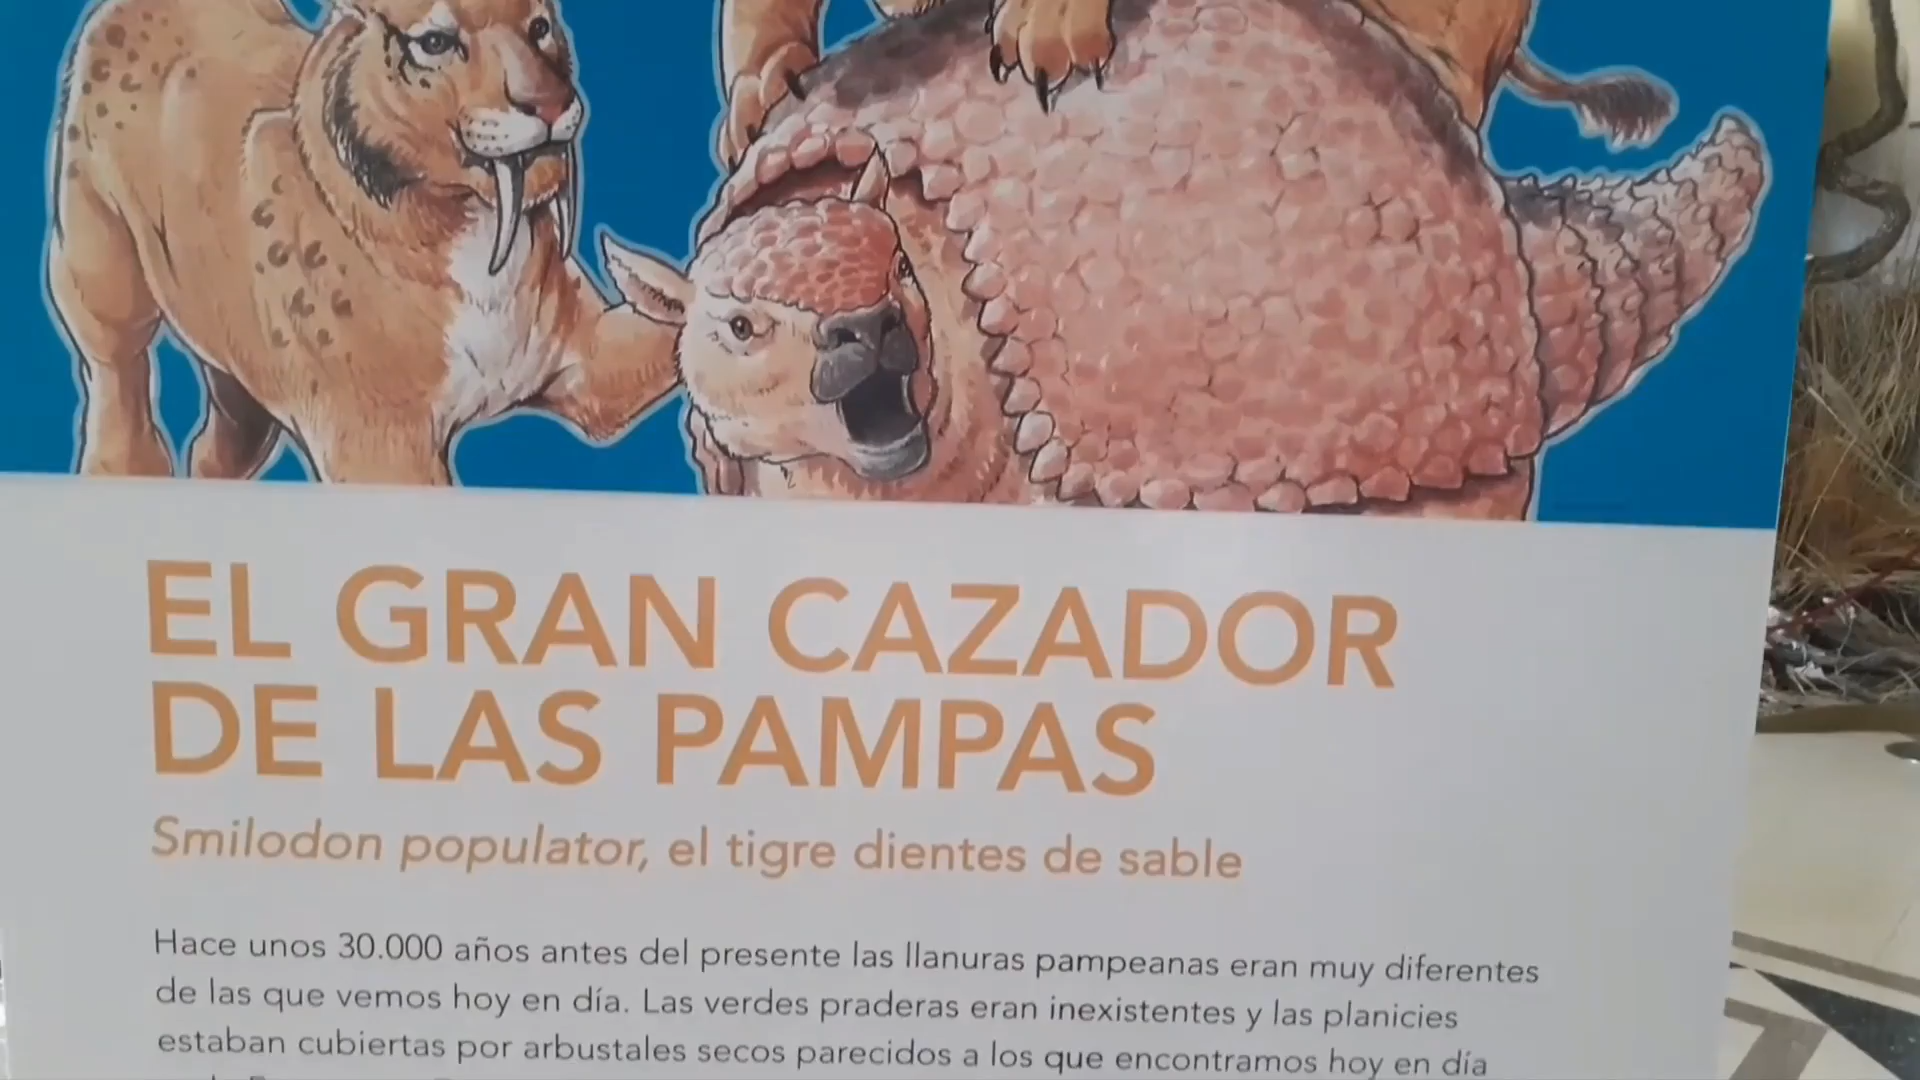 EL GRAN CAZADOR
DE LAS PAMPAS
Smilodon populator, el tigre dientes de sable
Hace unos 30.000 años antes del presente las llanuras pampeanas eran muy diferentes
de las que vemos hoy en día. Las verdes praderas eran inexistentes y las planicies
estaban cubiertas por arbustales secos parecidos a los que encontramos hoy en día